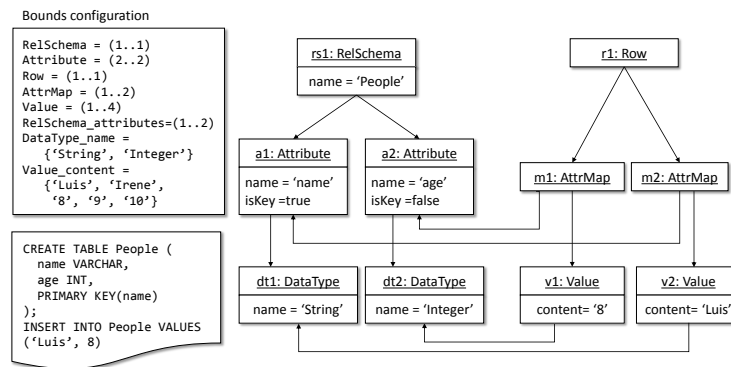 Bounds configuration
RelSchema = (1..1)
Attribute = (2..2)
Row = (1..1)
AttrMap = (1..2)
Value = (1..4)
RelSchema_attributes=(1..2)
DataType_name =
{‘String’, ‘Integer’}
Value_content =
{‘Luis’, ‘Irene’,
‘8’, ‘9’, ‘10’}
CREATE TABLE People (
name VARCHAR,
age INT,
PRIMARY KEY(name)
);
INSERT INTO People VALUES
(‘Luis’, 8)
rs1: RelSchema
name = ‘People’
r1: Row
a1: Attribute
name = ‘name’
isKey =true
a2: Attribute
name = ‘age’
isKey =false
m1: AttrMap
m2: AttrMap
dt1: DataType
name = ‘String’
dt2: DataType
name = ‘Integer’
v1: Value
content= ‘8’
v2: Value
content= ‘Luis’